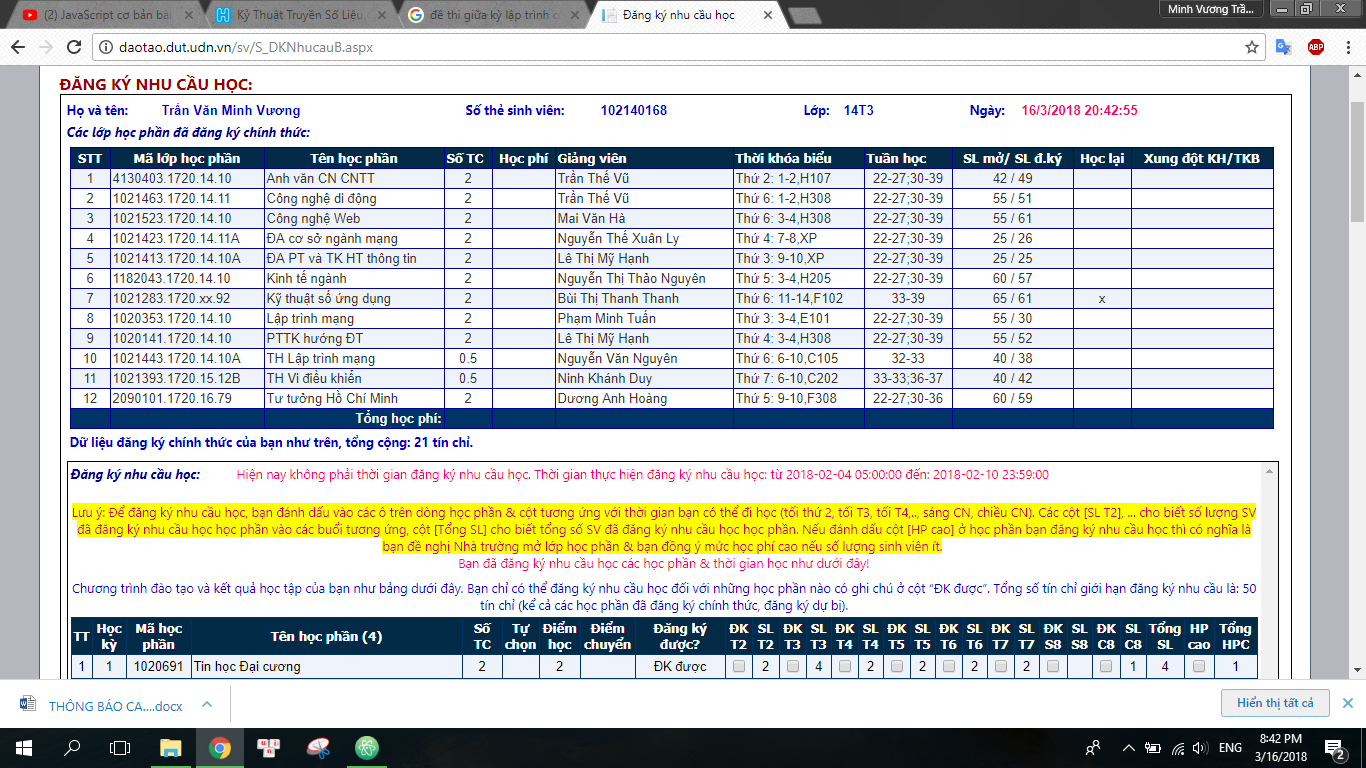 (2) JavaScript cơ bản bài
Kỹ Thuật Truyền Số Liệu
đề thi giữa kỳ lập trình c
Đăng ký nhu cầu học
Minh Vương Trầ...
daotao.dut.udn.vn/sv/S_DKNhucauB.aspx
ĐĂNG KÝ NHU CẦU HỌC:
Họ và tên: Trần Văn Minh Vương Số thẻ sinh viên: 102140168 Lớp: 14T3 Ngày: 16/3/2018 20:42:55
Các lớp học phần đã đăng ký chính thức:
STT Mã lớp học phần Tên học phần Số TC Học phí Giảng viên Thời khóa biểu Tuần học SL mở/ SL đ.ký Học lại Xung đột KH/TKB
1 4130403.1720.14.10 Anh văn CN CNTT 2 Trần Thế Vũ Thứ 2: 1-2,H107 22-27;30-39 42 / 49
2 1021463.1720.14.11 Công nghệ di động 2 Trần Thế Vũ Thứ 6: 1-2,H308 22-27;30-39 55 / 51
3 1021523.1720.14.10 Công nghệ Web 2 Mai Văn Hà Thứ 6: 3-4,H308 22-27;30-39 55 / 61
4 1021423.1720.14.11A ĐA cơ sở ngành mạng 2 Nguyễn Thế Xuân Ly Thứ 4: 7-8,XP 22-27;30-39 25 / 26
5 1021413.1720.14.10A ĐA PT và TK HT thông tin 2 Lê Thị Mỹ Hạnh Thứ 3: 9-10,XP 22-27;30-39 25 / 25
6 1182043.1720.14.10 Kinh tế ngành 2 Nguyễn Thị Thảo Nguyên Thứ 5: 3-4,H205 22-27;30-39 60 / 57
7 1021283.1720.xx.92 Kỹ thuật số ứng dụng 2 Bùi Thị Thanh Thanh Thứ 6: 11-14,F102 33-39 65 / 61 x
8 1020353.1720.14.10 Lập trình mạng 2 Phạm Minh Tuấn Thứ 3: 3-4,E101 22-27;30-39 55 / 30
9 1020141.1720.14.10 PTTK hướng ĐT 2 Lê Thị Mỹ Hạnh Thứ 4: 3-4,H308 22-27;30-39 55 / 52
10 1021443.1720.14.10A TH Lập trình mạng 0.5 Nguyễn Văn Nguyên Thứ 6: 6-10,C105 32-33 40 / 38
11 1021393.1720.15.12B TH Vi điều khiển 0.5 Ninh Khánh Duy Thứ 7: 6-10,C202 33-33;36-37 40 / 42
12 2090101.1720.16.79 Tư tưởng Hồ Chí Minh 2 Dương Anh Hoàng Thứ 5: 9-10,F308 22-27;30-36 60 / 59
Tổng học phí:
Dữ liệu đăng ký chính thức của bạn như trên, tổng cộng: 21 tín chỉ.
Đăng ký nhu cầu học: Hiện nay không phải thời gian đăng ký nhu cầu học. Thời gian thực hiện đăng ký nhu cầu học: từ 2018-02-04 05:00:00 đến: 2018-02-10 23:59:00
Lưu ý: Để đăng ký nhu cầu học, bạn đánh dấu vào các ô trên dòng học phần & cột tương ứng với thời gian bạn có thể đi học (tối thứ 2, tối T3, tối T4,.., sáng CN, chiều CN). Các cột [SL T2], ... cho biết số lượng SV
đã đăng ký nhu cầu học học phần vào các buổi tương ứng, cột [Tổng SL] cho biết tổng số SV đã đăng ký nhu cầu học học phần. Nếu đánh dấu cột [HP cao] ở học phần bạn đăng ký nhu cầu học thì có nghĩa là
bạn đề nghị Nhà trường mở lớp học phần & bạn đồng ý mức học phí cao nếu số lượng sinh viên ít.
Bạn đã đăng ký nhu cầu học các học phần & thời gian học như dưới đây!
Chương trình đào tạo và kết quả học tập của bạn như bảng dưới đây. Bạn chỉ có thể đăng ký nhu cầu học đối với những học phần nào có ghi chú ở cột "ĐK được". Tổng số tín chỉ giới hạn đăng ký nhu cầu là: 50
tín chỉ (kể cả các học phần đã đăng ký chính thức, đăng ký dự bị).
TT Học kỳ Mã học phần Tên học phần (4) Số TC Tự chọn Điểm học Điểm chuyển Đăng ký được? ĐK T2 SL T2 ĐK T3 SL T3 ĐK T4 SL T4 ĐK T5 SL T5 ĐK T6 SL T6 ĐK T7 SL T7 ĐK S8 SL S8 ĐK C8 SL C8 Tổng SL HP cao Tổng HPC
1 1 1020691 Tin học Đại cương 2 2 ĐK được 2 4 2 2 2 2 1 4 1
THÔNG BÁO CA....docx
Hiển thị tất cả
ENG
8:42 PM
3/16/2018
2